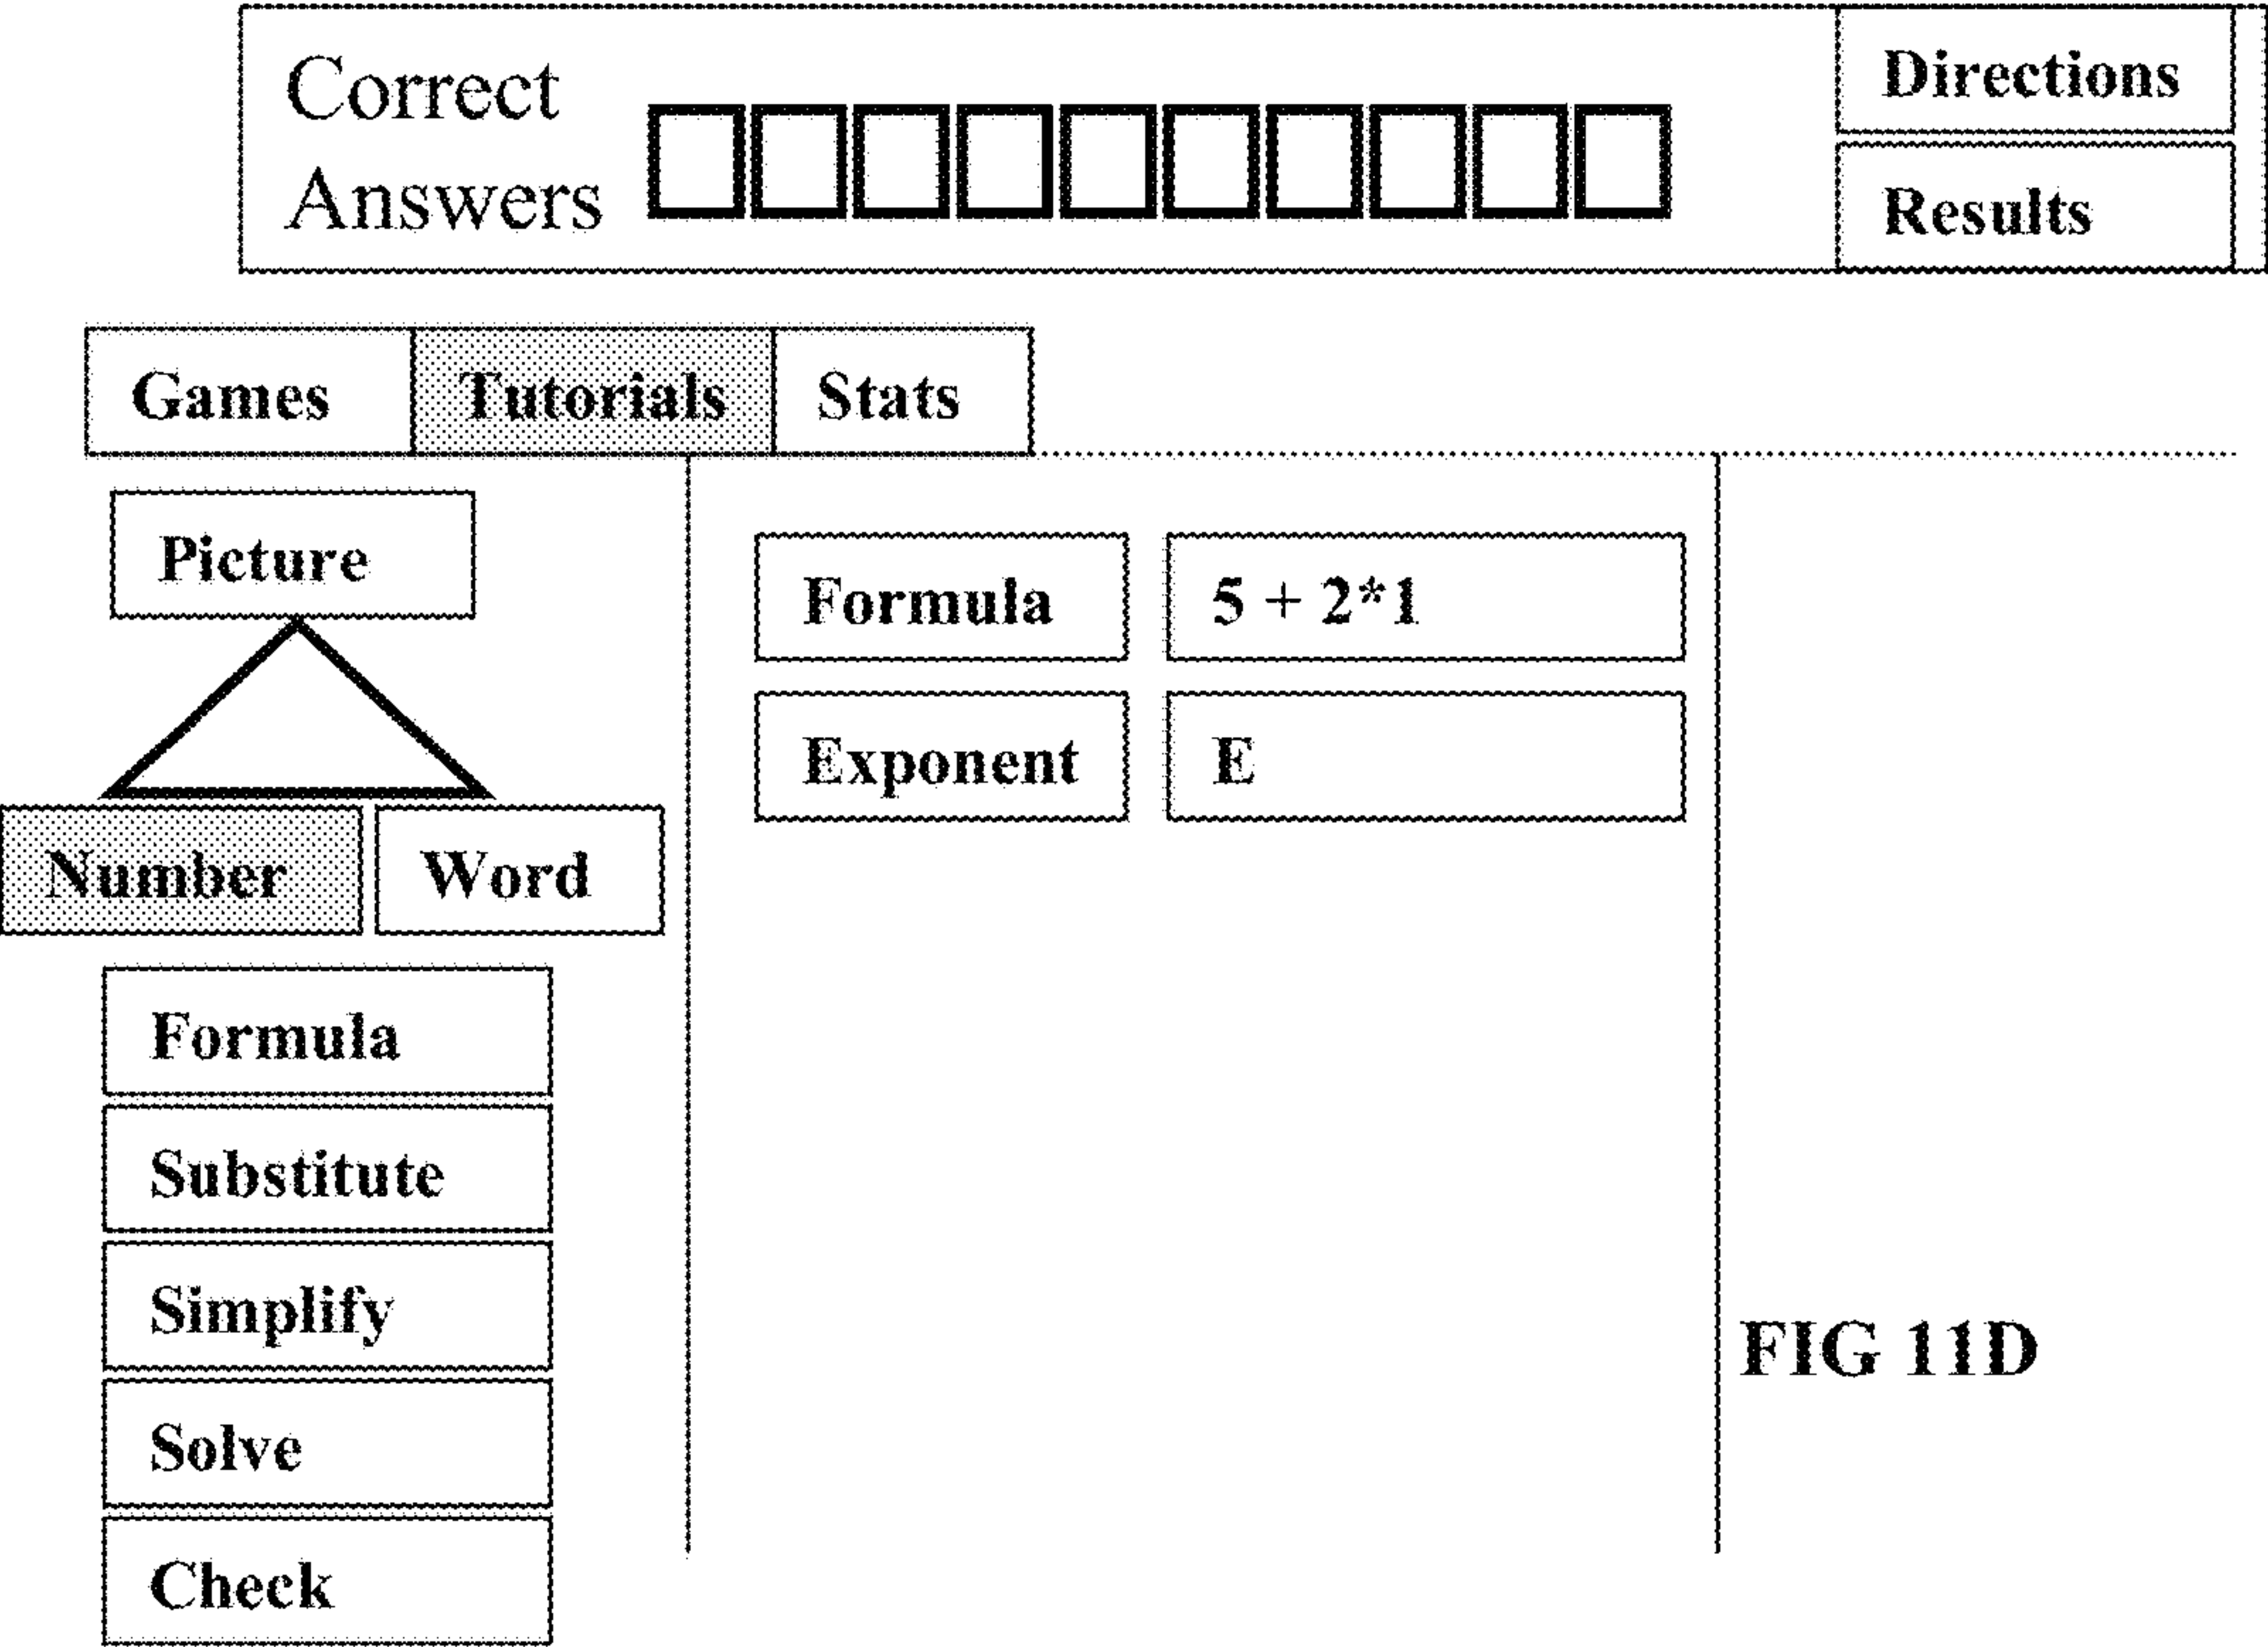 Correct
Answers
Directions
Results
Games Tutorials Stats
Picture
Number Word
Formula
Substitute
Simplify
Solve
Check
Formula 5 + 2*1
Exponent E
FIG 11D